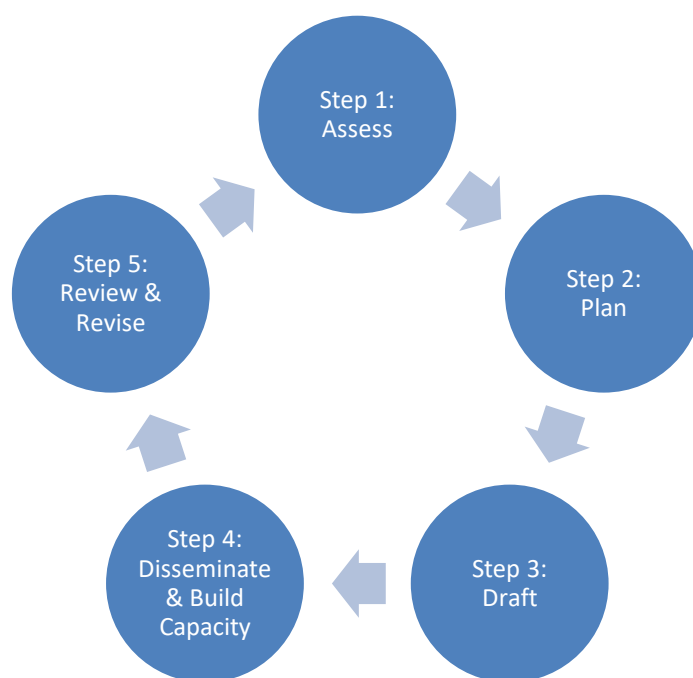 Step 1:
Assess
Step 2:
Plan
Step 3:
Draft
Step 4:
Disseminate
& Build
Capacity
Step 5:
Review &
Revise